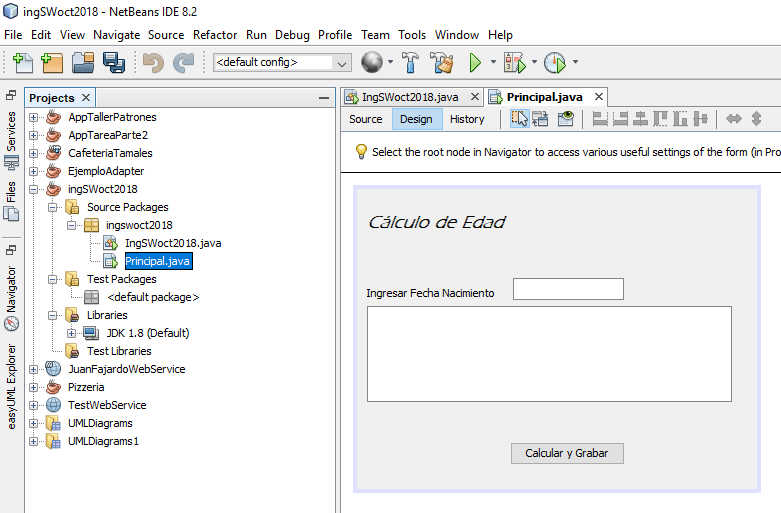 ingSWoct2018 - NetBeans IDE 8.2
File Edit View Navigate Source Refactor Run Debug Profile Team Tools Window Help
<default config>
Projects
IngSWoct2018.java
Principal.java
Services
Files
Navigator
easyUML Explorer
AppTallerPatrones
AppTareaParte2
CafeteriaTamales
EjemploAdapter
ingSWoct2018
Source Packages
ingswoct2018
IngSWoct2018.java
Principal.java
Test Packages
<default package>
Libraries
JDK 1.8 (Default)
Test Libraries
JuanFajardoWebService
Pizzeria
TestWebService
UMLDiagrams
UMLDiagrams1
Source Design History
Select the root node in Navigator to access various useful settings of the form (in Pro
Cálculo de Edad
Ingresar Fecha Nacimiento
Calcular y Grabar